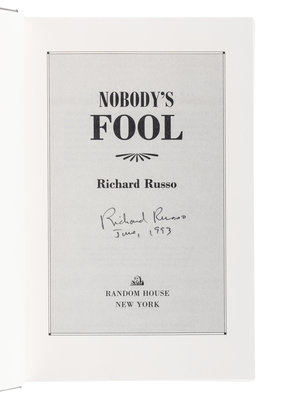 NOBODY'S
FOOL
Richard Russo
Richard Russo
June, 1993
RANDOM HOUSE
NEW YORK